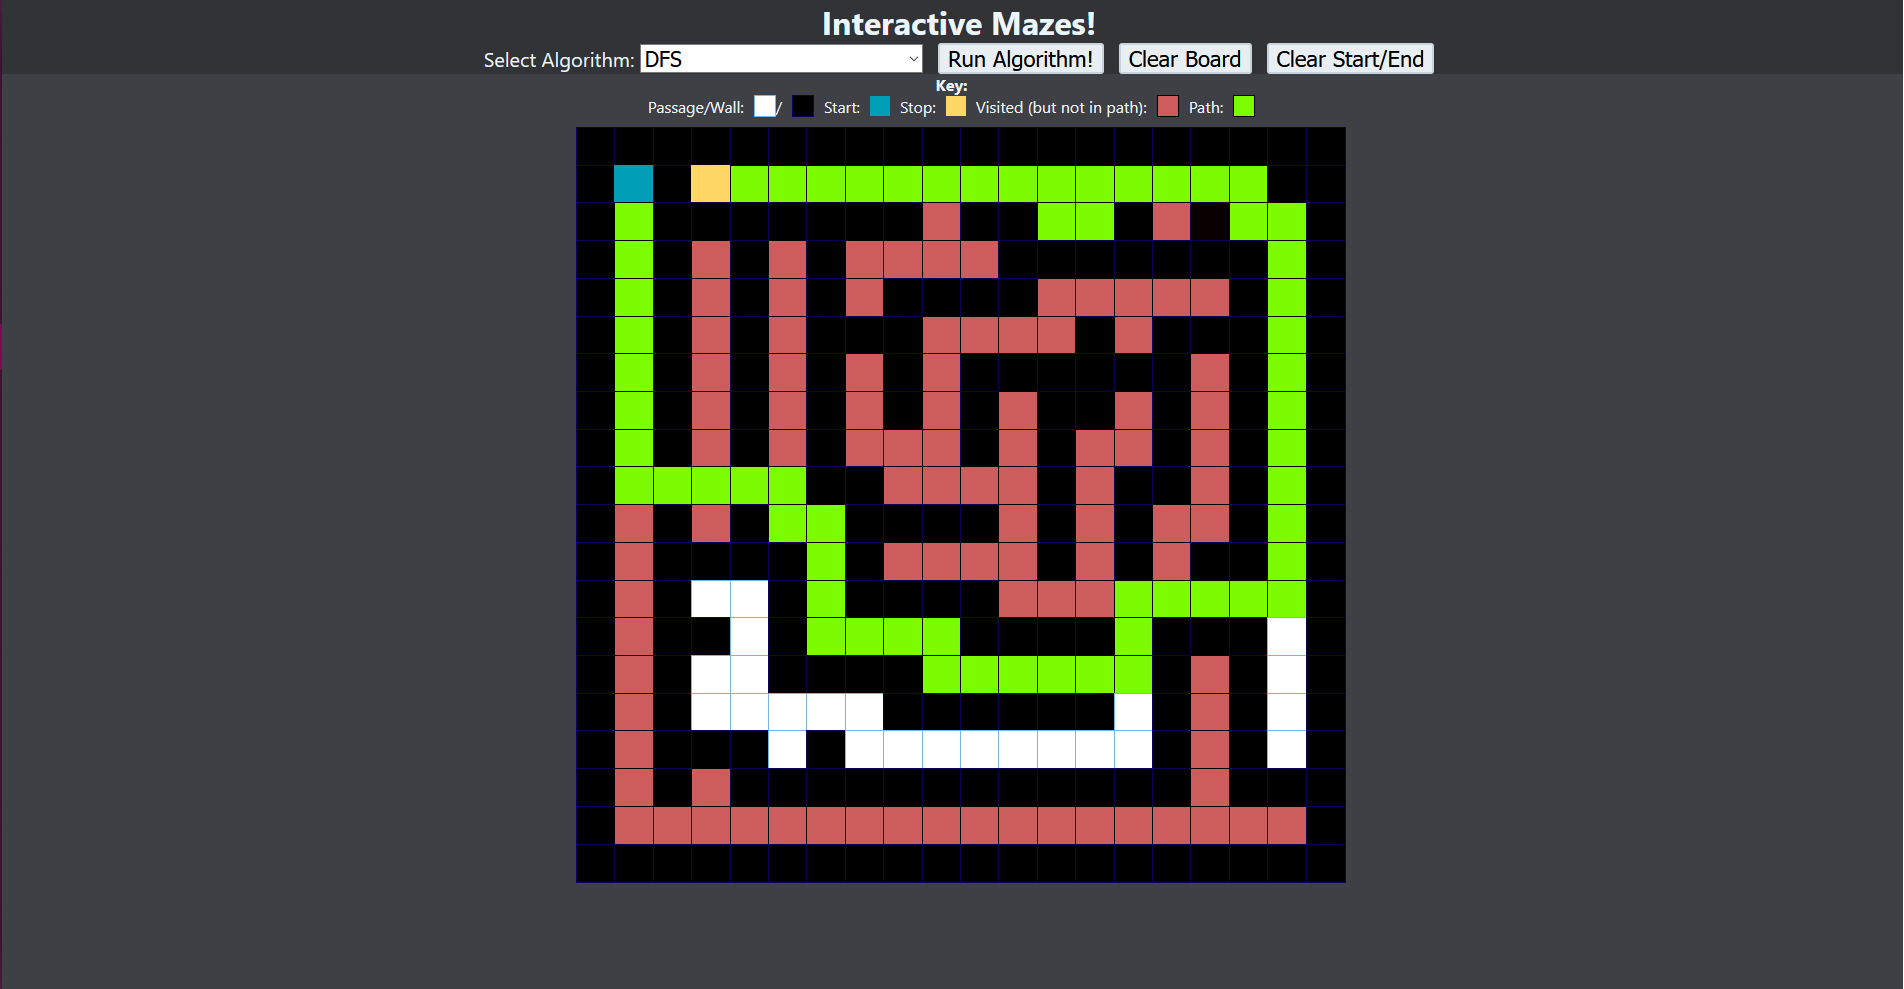 Interactive Mazes!
Select Algorithm: DFS Run Algorithm! Clear Board Clear Start/End
Key:
Passage/Wall: / Start: Stop: Visited (but not in path): Path: